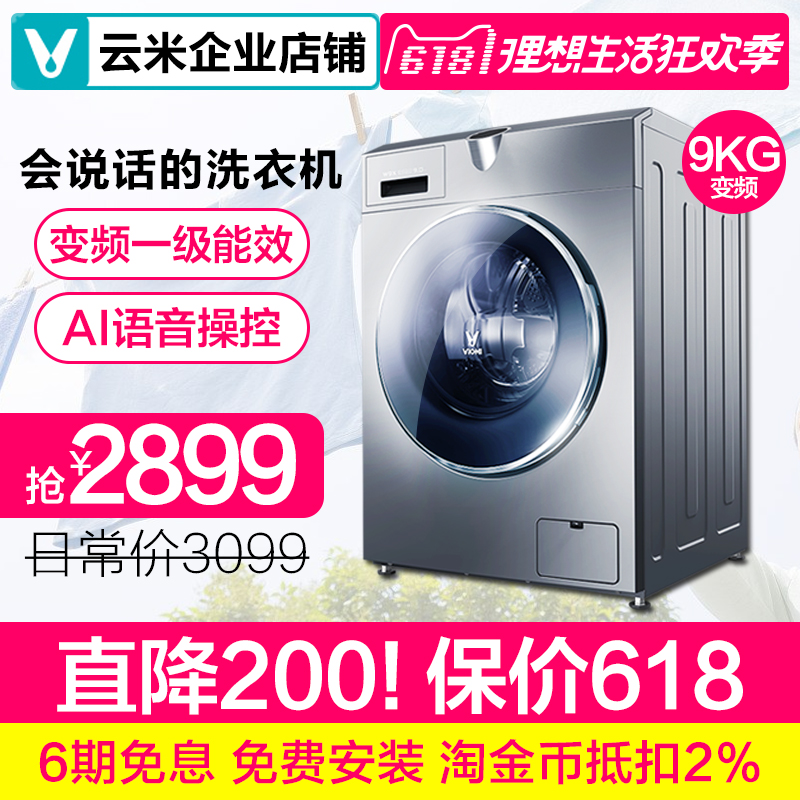 云米企业店铺
618 理想生活狂欢季
会说话的洗衣机
9KG
变频
变频一级能效
AI语音操控
VIOMI
抢¥2899
日常价3099
直降200! 保价618
6期免息 免费安装 淘金币抵扣2%